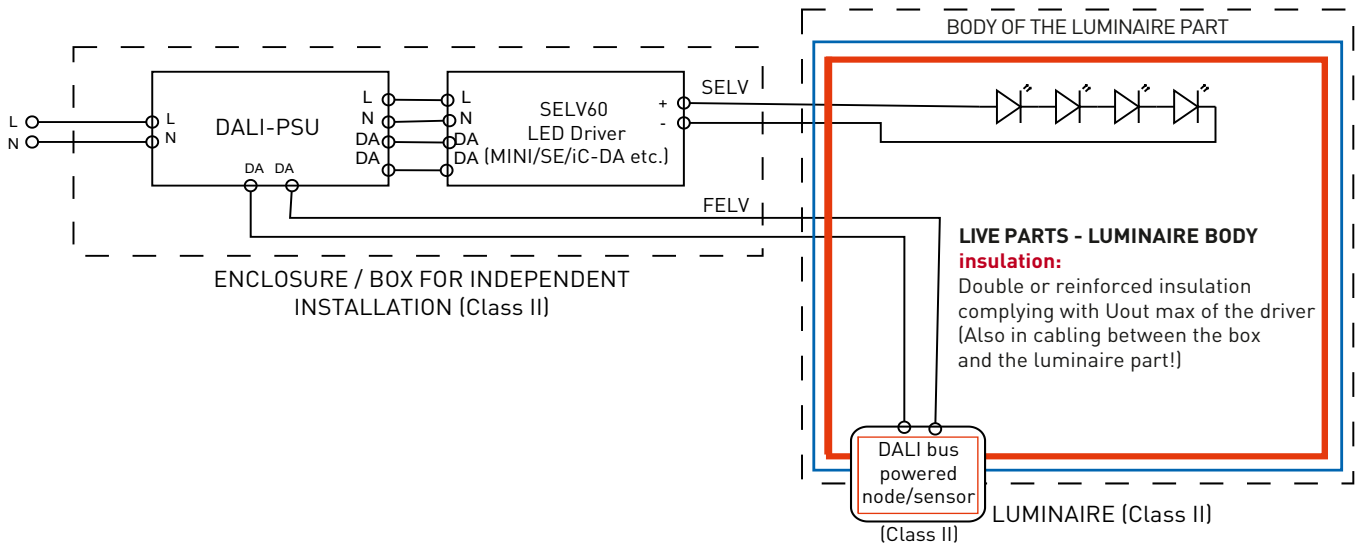 BODY OF THE LUMINAIRE PART
L
N
L
N
DALI-PSU
DA DA
L
N
DA
DA
L
N
DA
DA
SELV60
LED Driver
(MINI/SE/iC-DA etc.)
+
-
SELV
FELV
ENCLOSURE / BOX FOR INDEPENDENT
INSTALLATION (Class II)
LIVE PARTS - LUMINAIRE BODY
insulation:
Double or reinforced insulation
complying with Uout max of the driver
(Also in cabling between the box
and the luminaire part!)
DALI bus
powered
node/sensor
(Class II)
LUMINAIRE (Class II)